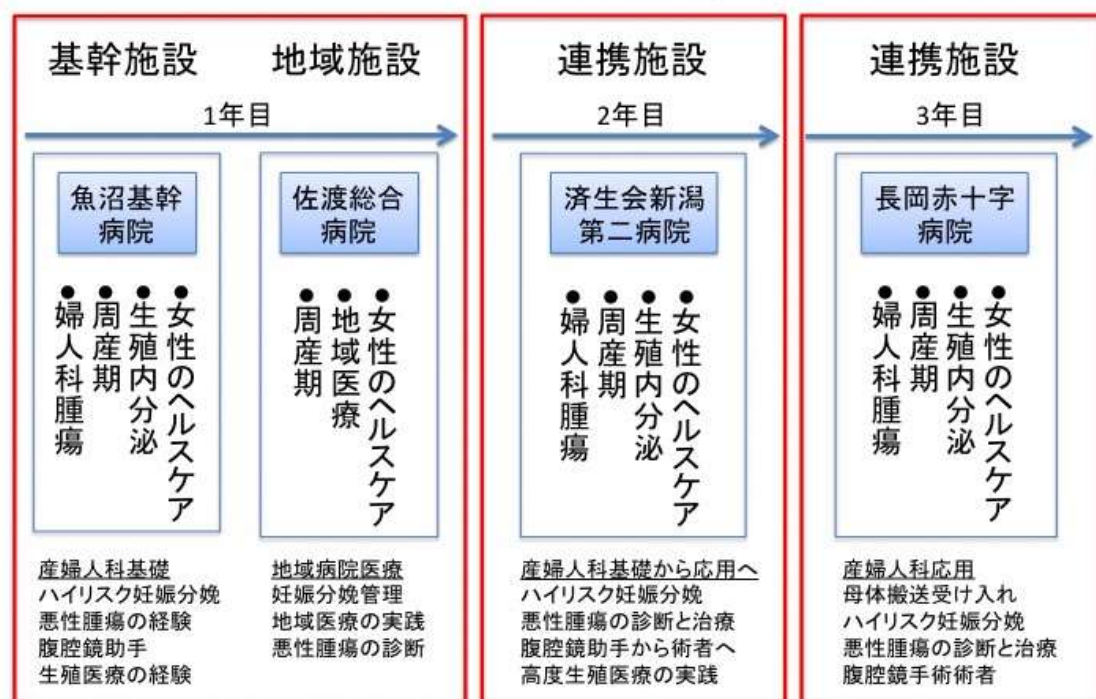 基幹施設
地域施設
1年目
魚沼基幹
病院
●婦人科腫瘍
●周産期
●生殖内分泌
●女性のヘルスケア
産婦人科基礎
ハイリスク妊娠分娩
悪性腫瘍の経験
腹腔鏡助手
生殖医療の経験
佐渡総合
病院
●周産期
●地域医療
●女性のヘルスケア
地域病院医療
妊娠分娩管理
地域医療の実践
悪性腫瘍の診断
連携施設
2年目
済生会新潟
第二病院
●婦人科腫瘍
●周産期
●生殖内分泌
●女性のヘルスケア
産婦人科基礎から応用へ
ハイリスク妊娠分娩
悪性腫瘍の診断と治療
腹腔鏡助手から術者へ
高度生殖医療の実践
連携施設
3年目
長岡赤十字
病院
●婦人科腫瘍
●周産期
●生殖内分泌
●女性のヘルスケア
産婦人科応用
母体搬送受け入れ
ハイリスク妊娠分娩
悪性腫瘍の診断と治療
腹腔鏡手術術者